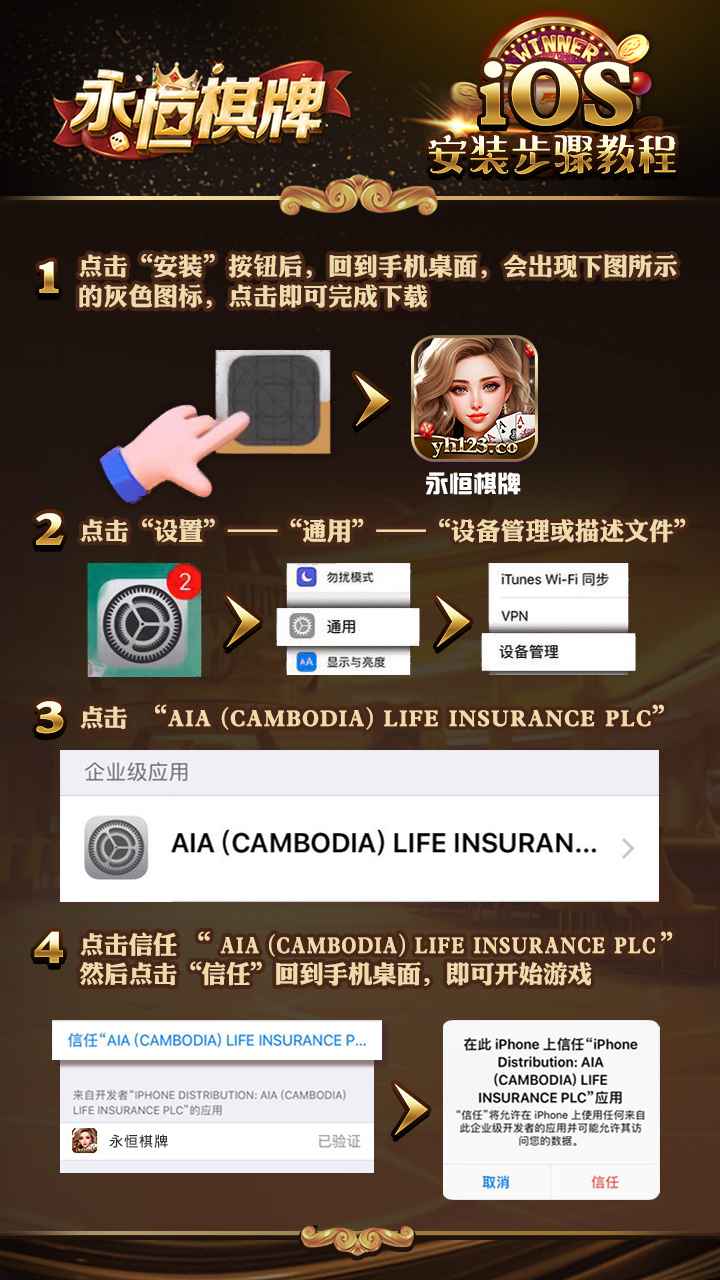 永恒棋牌
WINNER
iOS
安装步骤教程
1
点击“安装”按钮后，回到手机桌面，会出现下图所示
的灰色图标，点击即可完成下载
yh123.co
永恒棋牌
2
点击“设置”——“通用”——“设备管理或描述文件”
2
勿扰模式
通用
AA 显示与亮度
iTunes Wi-Fi 同步
VPN
设备管理
3
点击 “AIA (CAMBODIA) LIFE INSURANCE PLC”
企业级应用
AIA (CAMBODIA) LIFE INSURAN...
4
点击信任 “ AIA (CAMBODIA) LIFE INSURANCE PLC ”
然后点击“信任”回到手机桌面，即可开始游戏
信任“AIA (CAMBODIA) LIFE INSURANCE P...
来自开发者“IPHONE DISTRIBUTION: AIA (CAMBODIA)
LIFE INSURANCE PLC”的应用
永恒棋牌
已验证
在此 iPhone 上信任“iPhone
Distribution: AIA
(CAMBODIA) LIFE
INSURANCE PLC”应用
“信任”将允许在 iPhone 上使用任何来自
此企业级开发者的应用并可能允许其访
问您的数据。
取消
信任